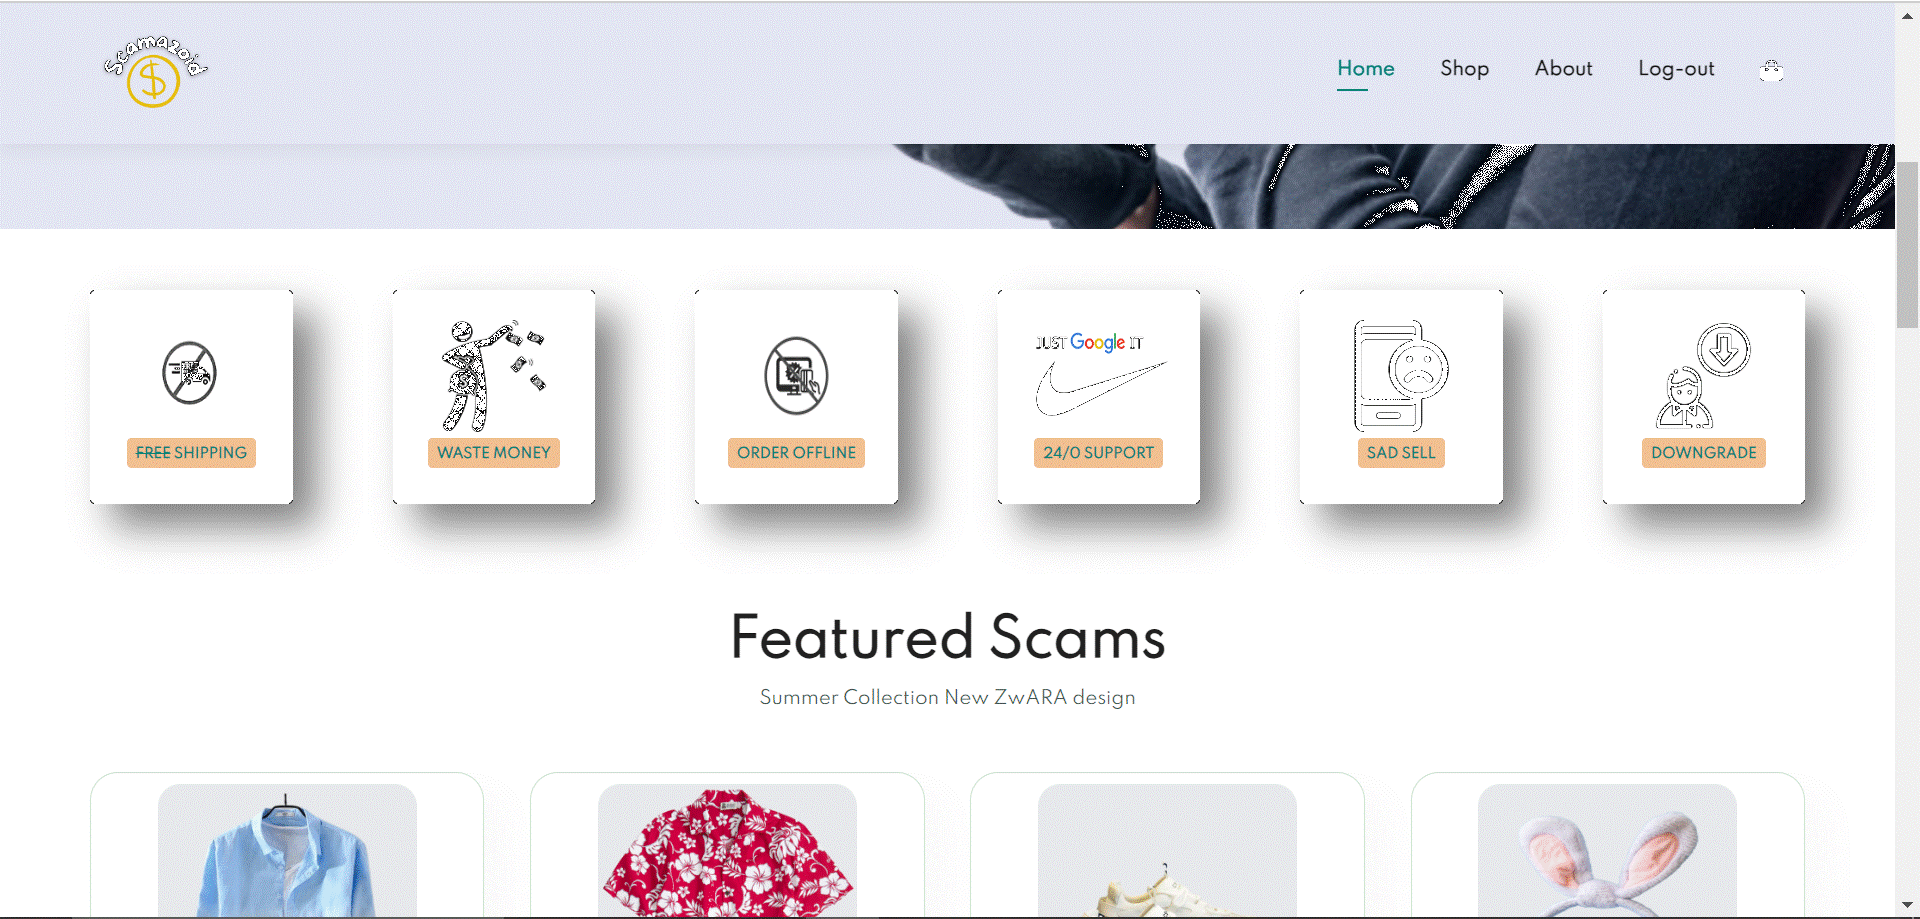 Scamazoid
$
Home
Shop
About
Log-out
JUST Google IT
FREE SHIPPING
WASTE MONEY
ORDER OFFLINE
24/0 SUPPORT
SAD SELL
DOWNGRADE
Featured Scams
Summer Collection New ZwARA design